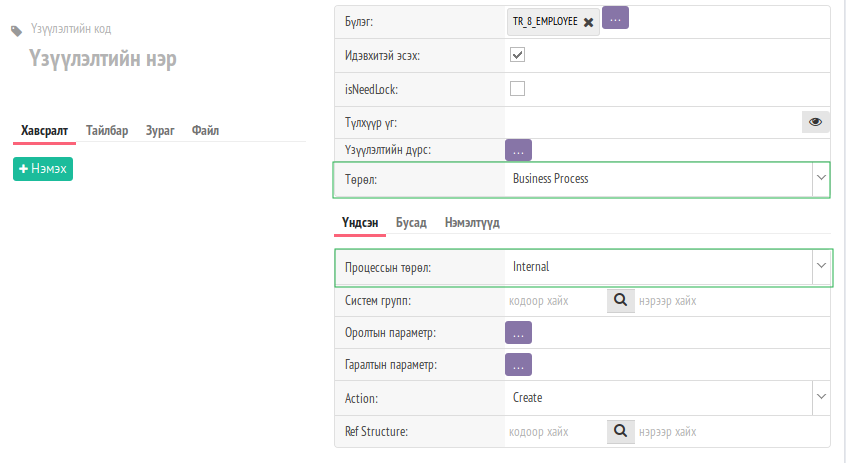 Үзүүлэлтийн код
Үзүүлэлтийн нэр
Хавсралт Тайлбар Зураг Файл
+ Нэмэх
Бүлэг: TR_8_EMPLOYEE ✖ ...
Идэвхитэй эсэх:
isNeedLock:
Түлхүүр үг:
Үзүүлэлтийн дүрс: ...
Төрөл: Business Process
Үндсэн Бусад Нэмэлтүүд
Процессын төрөл: Internal
Систем групп: кодоор хайх нэрээр хайх
Оролтын параметр: ...
Гаралтын параметр: ...
Action: Create
Ref Structure: кодоор хайх нэрээр хайх